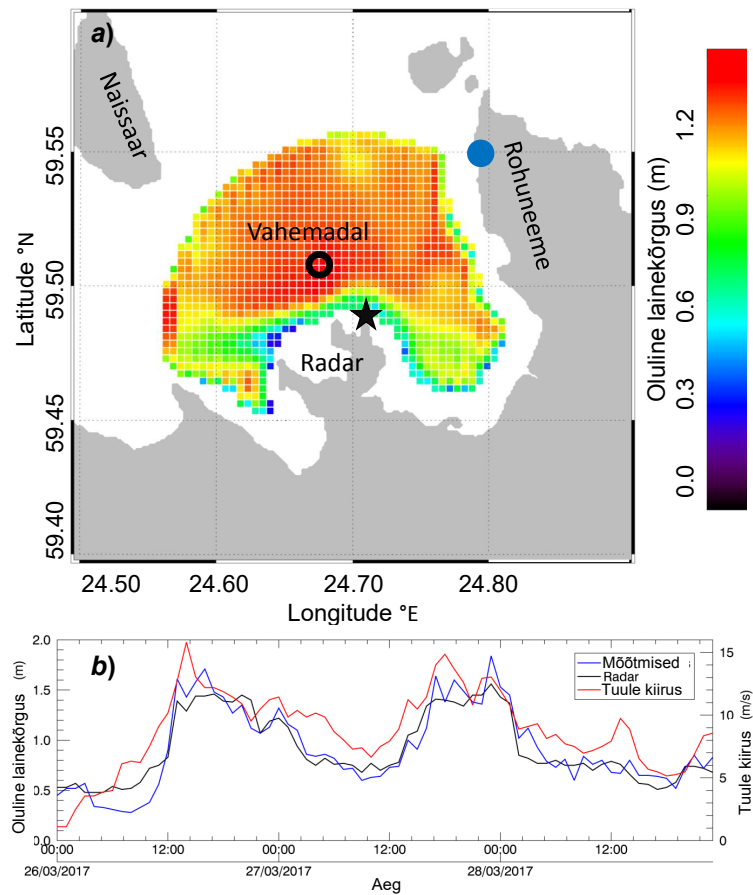 a)
Naissaar
Rohuneeme
Vahemadal
Radar
Latitude °N
59.55
59.50
59.45
59.40
24.50 24.60 24.70 24.80
Longitude °E
Oluline lainekõrgus (m)
1.2
0.9
0.6
0.3
0.0
b)
Oluline lainekõrgus (m)
2.0
1.5
1.0
0.5
0.0
Mõõtmised
Radar
Tuule kiirus
Tuule kiirus (m/s)
15
10
5
0
00:00 12:00 00:00 12:00 00:00 12:00
26/03/2017 27/03/2017 28/03/2017
Aeg